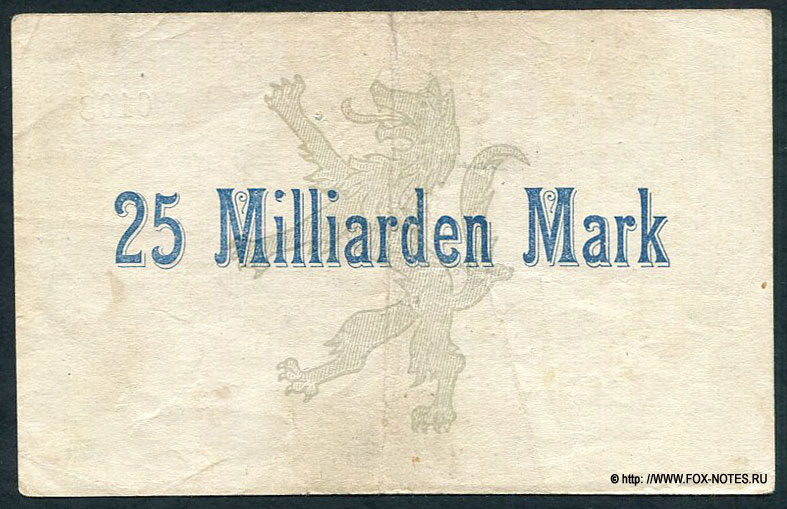 25 Milliarden Mark
© http: //www.FOX-NOTES.RU